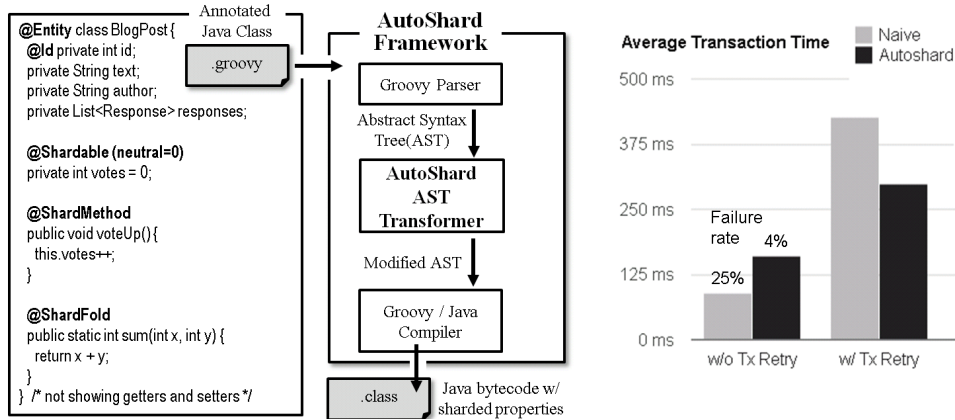 @Entity class BlogPost {
@Id private int id;
private String text;
private String author;
private List<Response> responses;
@Shardable (neutral=0)
private int votes = 0;
@ShardMethod
public void voteUp() {
this.votes++;
}
@ShardFold
public static int sum(int x, int y) {
return x + y;
}
} /* not showing getters and setters */
Annotated
Java Class
.groovy
AutoShard
Framework
Groovy Parser
Abstract Syntax
Tree(AST)
AutoShard
AST
Transformer
Modified AST
Groovy / Java
Compiler
.class
Java bytecode w/
sharded properties
Average Transaction Time
Naive
Autoshard
500 ms
375 ms
250 ms
125 ms
0 ms
Failure
rate
25%
4%
w/o Tx Retry
w/ Tx Retry